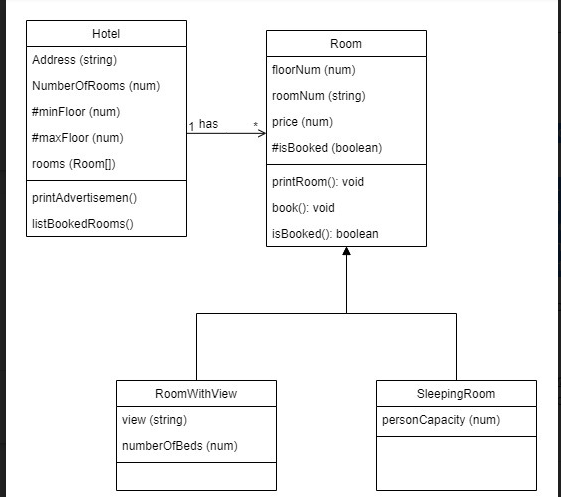 Hotel
Address (string)
NumberOfRooms (num)
#minFloor (num)
#maxFloor (num)
rooms (Room[])
printAdvertisemen()
listBookedRooms()
1 has *
Room
floorNum (num)
roomNum (string)
price (num)
#isBooked (boolean)
printRoom(): void
book(): void
isBooked(): boolean
RoomWithView
view (string)
numberOfBeds (num)
SleepingRoom
personCapacity (num)